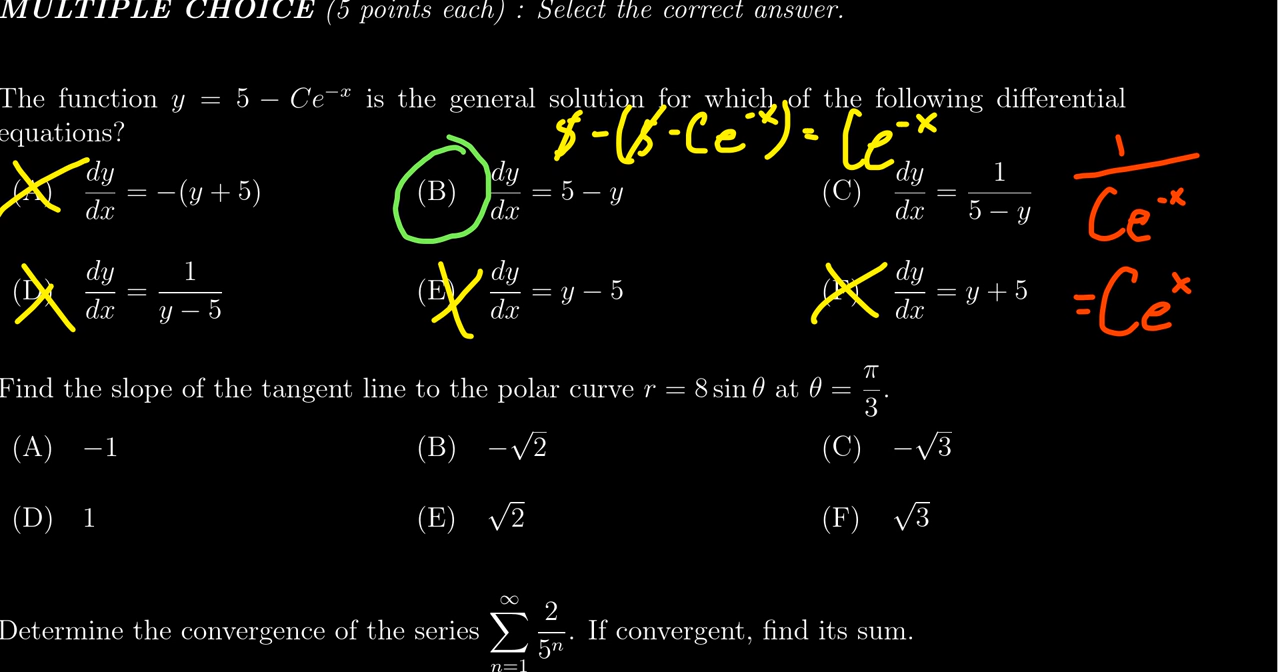 MULTIPLE CHOICE (5 points each) : Select the correct answer.
The function y = 5 − Ce^{−x} is the general solution for which of the following differential
equations?
5 - (5 - Ce^{-x}) = Ce^{-x}
(A) dy/dx = −(y + 5) (B) dy/dx = 5 − y (C) dy/dx = 1/(5 − y) 1/(Ce^{-x})
(D) dy/dx = 1/(y − 5) (E) dy/dx = y − 5 (F) dy/dx = y + 5 = Ce^{x}
Find the slope of the tangent line to the polar curve r = 8 sin θ at θ = π/3.
(A) −1 (B) −√2 (C) −√3
(D) 1 (E) √2 (F) √3
Determine the convergence of the series ∑_{n=1}^{∞} 2/5^n. If convergent, find its sum.